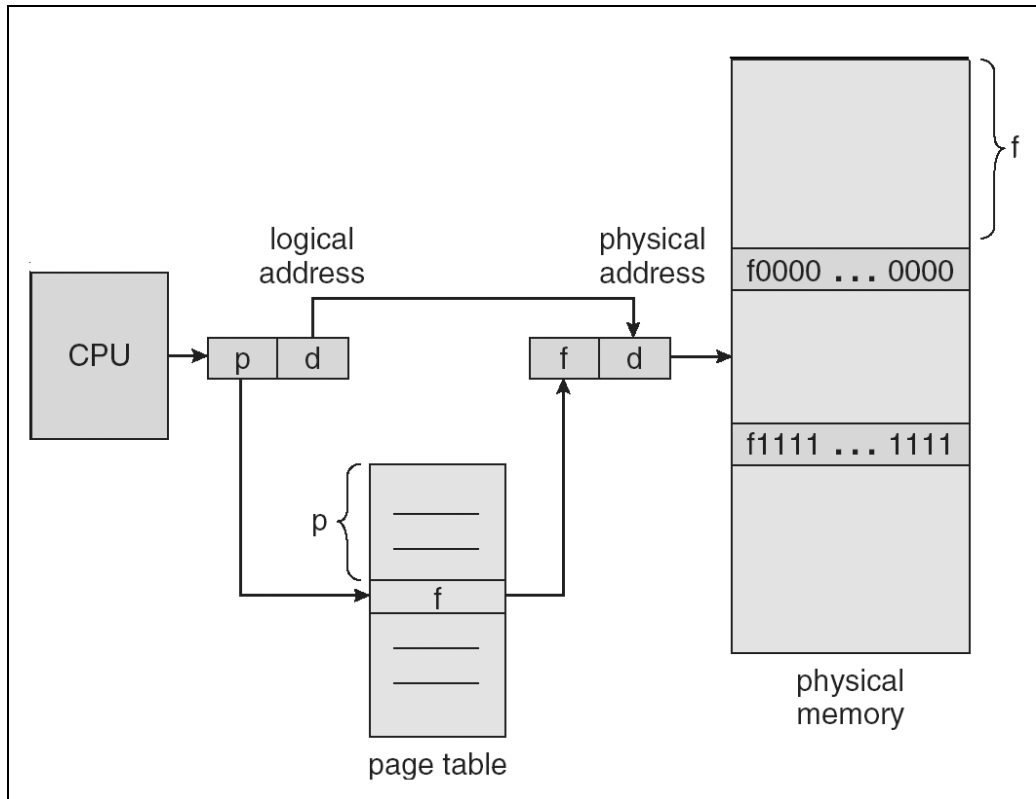 f
logical
address
physical
address
f0000 ... 0000
CPU
p
d
f
d
f1111 ... 1111
p
f
physical
memory
page table